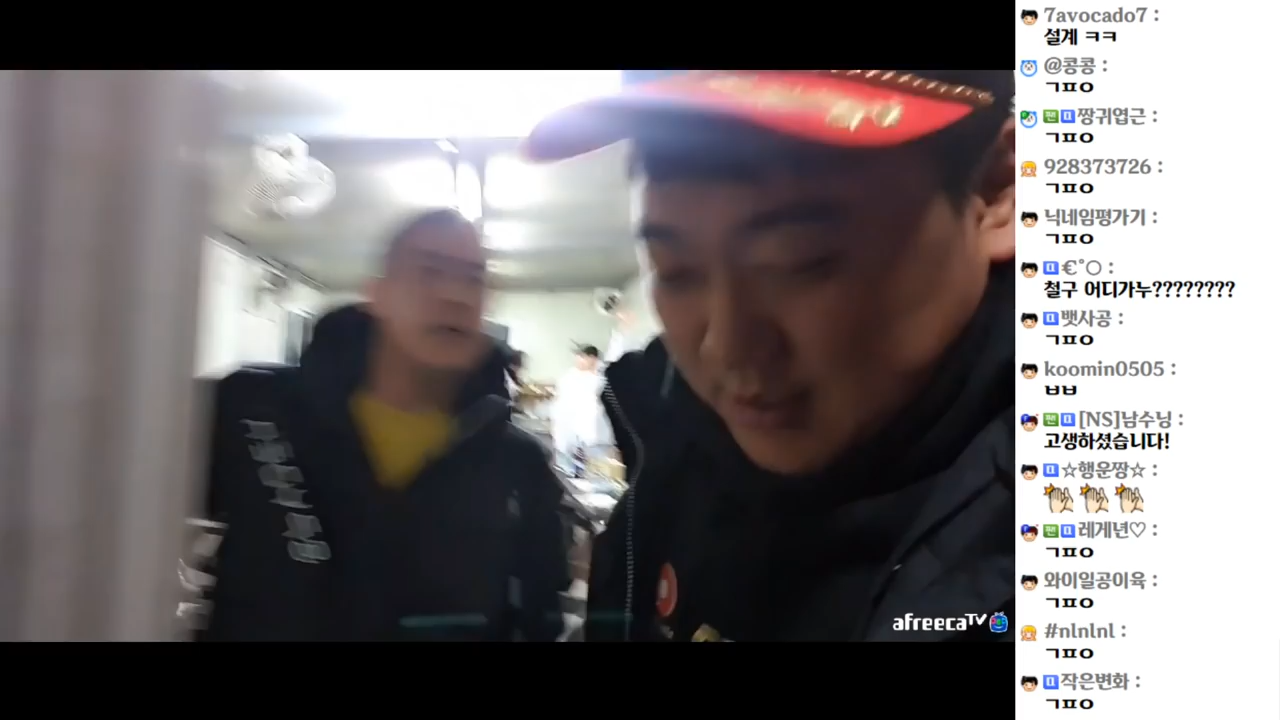 afreecaTV
7avocado7 :
설계 ㅋㅋ
@콩콩 :
ㄱㅍㅇ
팬 짱귀엽근 :
ㄱㅍㅇ
928373726 :
ㄱㅍㅇ
닉네임평가기 :
ㄱㅍㅇ
€˚○ :
철구 어디가누????????
뱃사공 :
ㄱㅍㅇ
koomin0505 :
ㅂㅂ
팬 [NS]남수닝 :
고생하셨습니다!
☆행운짱☆ :
팬 레게년♡ :
ㄱㅍㅇ
와이일공이육 :
ㄱㅍㅇ
#nlnlnl :
ㄱㅍㅇ
작은변화 :
ㄱㅍㅇ